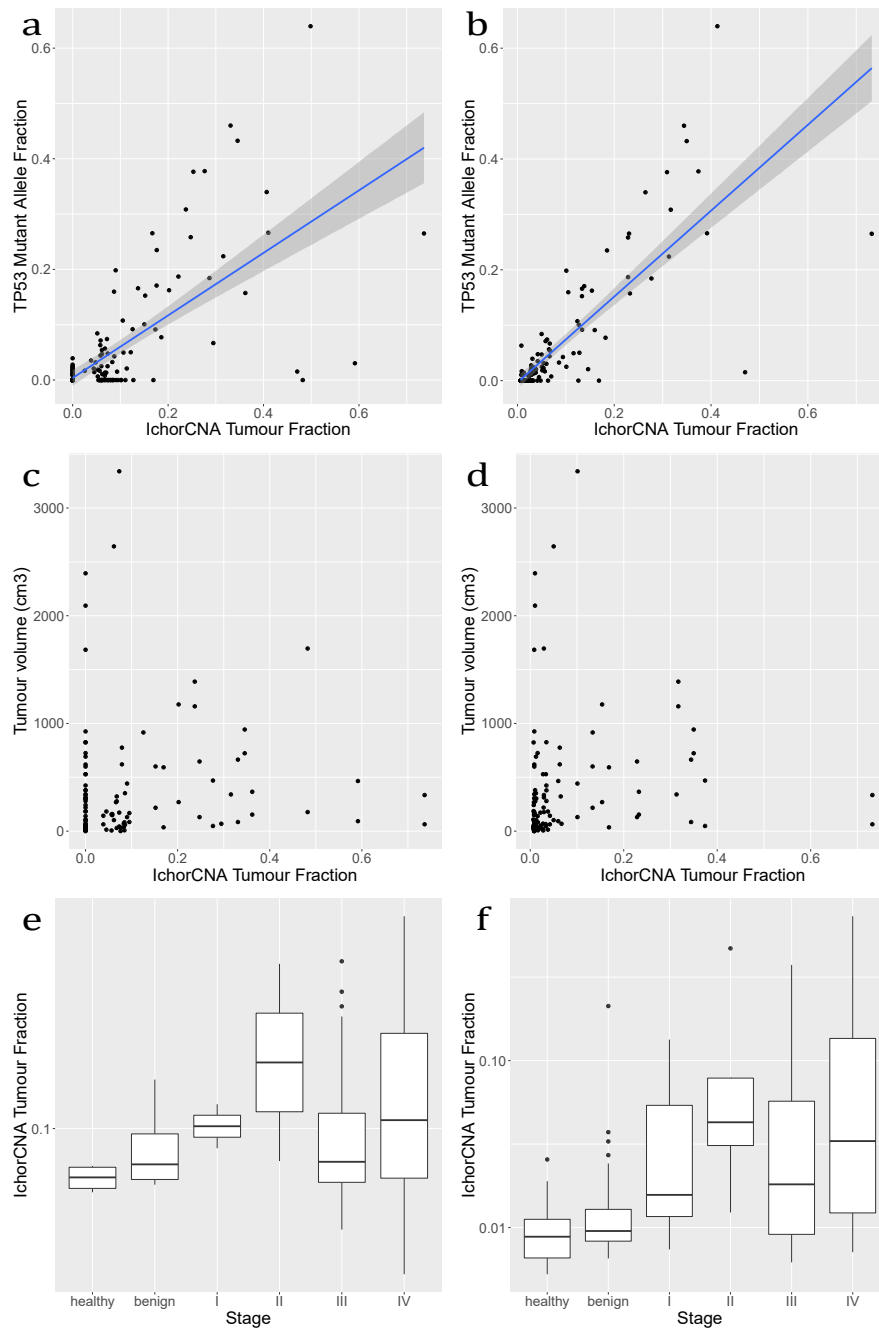 a
TP53 Mutant Allele Fraction
0.6
0.4
0.2
0.0
0.0 0.2 0.4 0.6
IchorCNA Tumour Fraction
b
TP53 Mutant Allele Fraction
0.6
0.4
0.2
0.0
0.0 0.2 0.4 0.6
IchorCNA Tumour Fraction
c
Tumour volume (cm3)
3000
2000
1000
0
0.0 0.2 0.4 0.6
IchorCNA Tumour Fraction
d
Tumour volume (cm3)
3000
2000
1000
0
0.0 0.2 0.4 0.6
IchorCNA Tumour Fraction
e
IchorCNA Tumour Fraction
0.1
healthy benign I II III IV
Stage
f
IchorCNA Tumour Fraction
0.10
0.01
healthy benign I II III IV
Stage